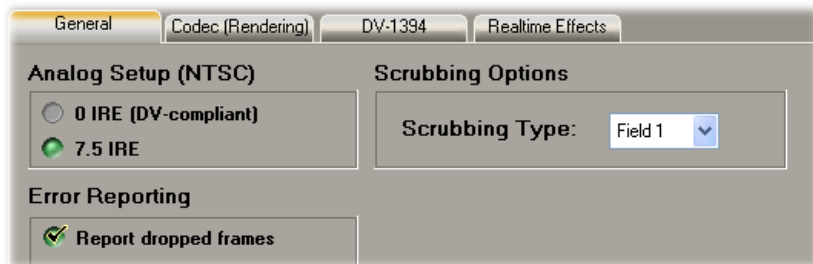 General
Codec (Rendering)
DV-1394
Realtime Effects
Analog Setup (NTSC)
0 IRE (DV-compliant)
7.5 IRE
Scrubbing Options
Scrubbing Type:
Field 1
Error Reporting
Report dropped frames